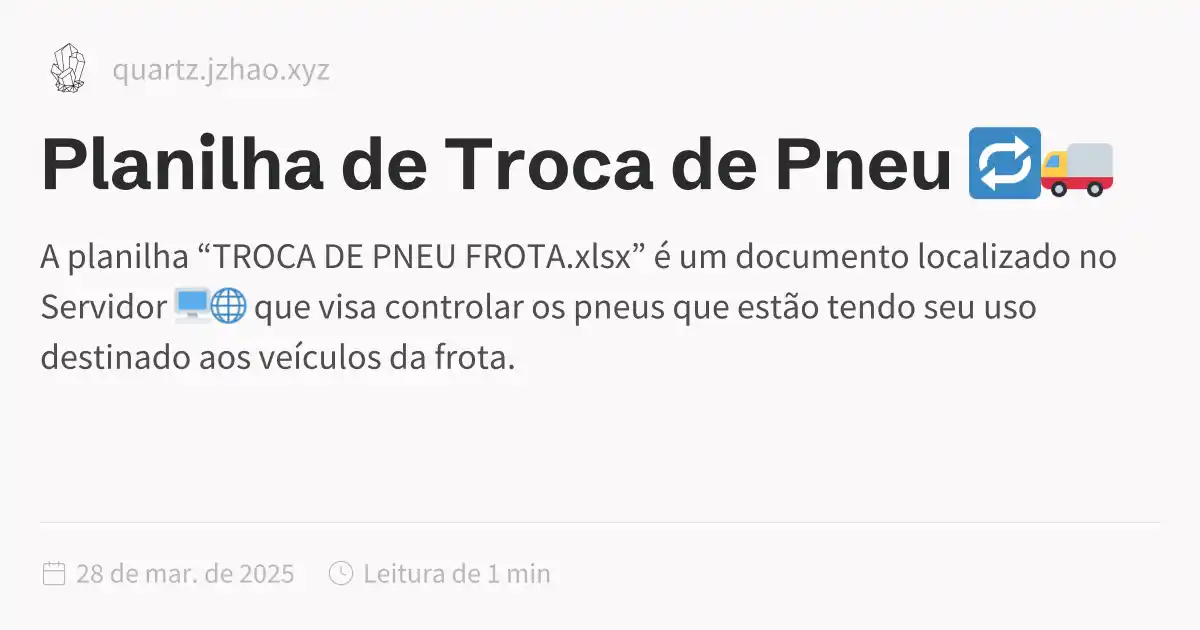 quartz.jzhao.xyz
Planilha de Troca de Pneu 🔁🚚
A planilha “TROCA DE PNEU FROTA.xlsx” é um documento localizado no
Servidor 🖥️🌐 que visa controlar os pneus que estão tendo seu uso
destinado aos veículos da frota.
28 de mar. de 2025 Leitura de 1 min